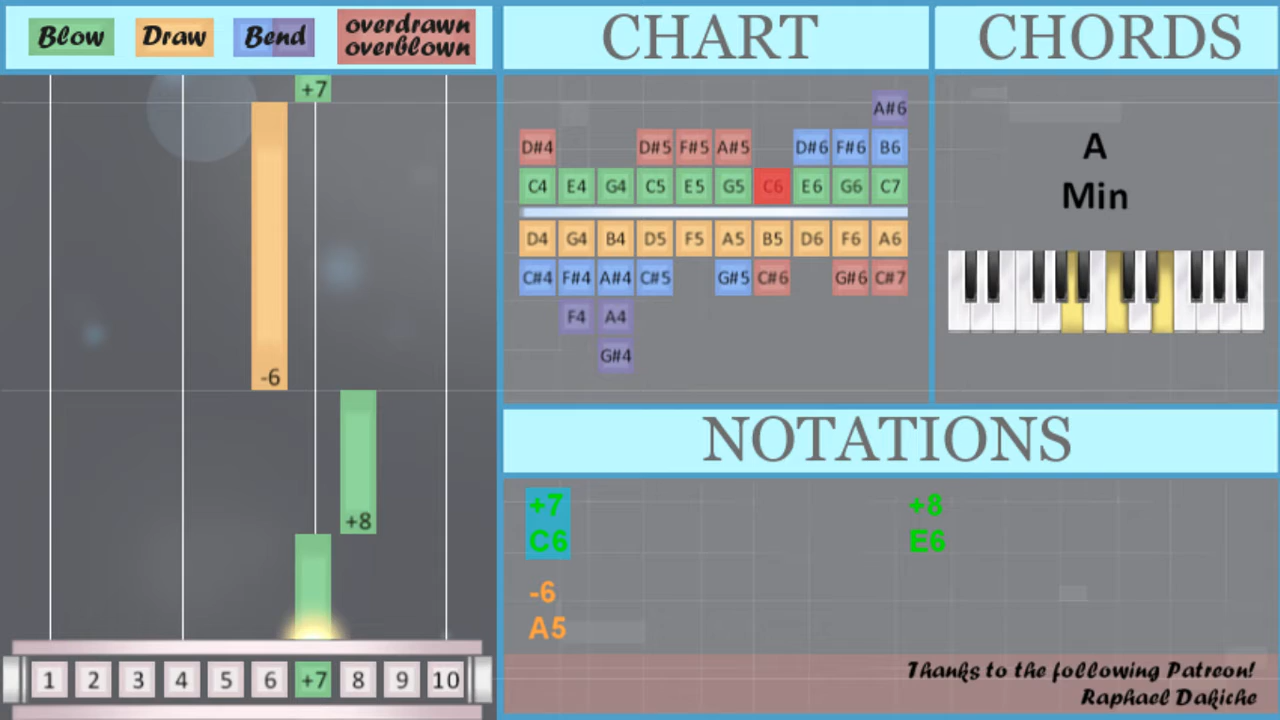 Blow Draw Bend overdrawn
overblown
CHART
CHORDS
+7
-6
+8
1 2 3 4 5 6 +7 8 9 10
A#6
D#4 D#5 F#5 A#5 D#6 F#6 B6
C4 E4 G4 C5 E5 G5 C6 E6 G6 C7
D4 G4 B4 D5 F5 A5 B5 D6 F6 A6
C#4 F#4 A#4 C#5 G#5 C#6 G#6 C#7
F4 A4
G#4
A
Min
NOTATIONS
+7 +8
C6 E6
-6
A5
Thanks to the following Patreon!
Raphael Dakiche